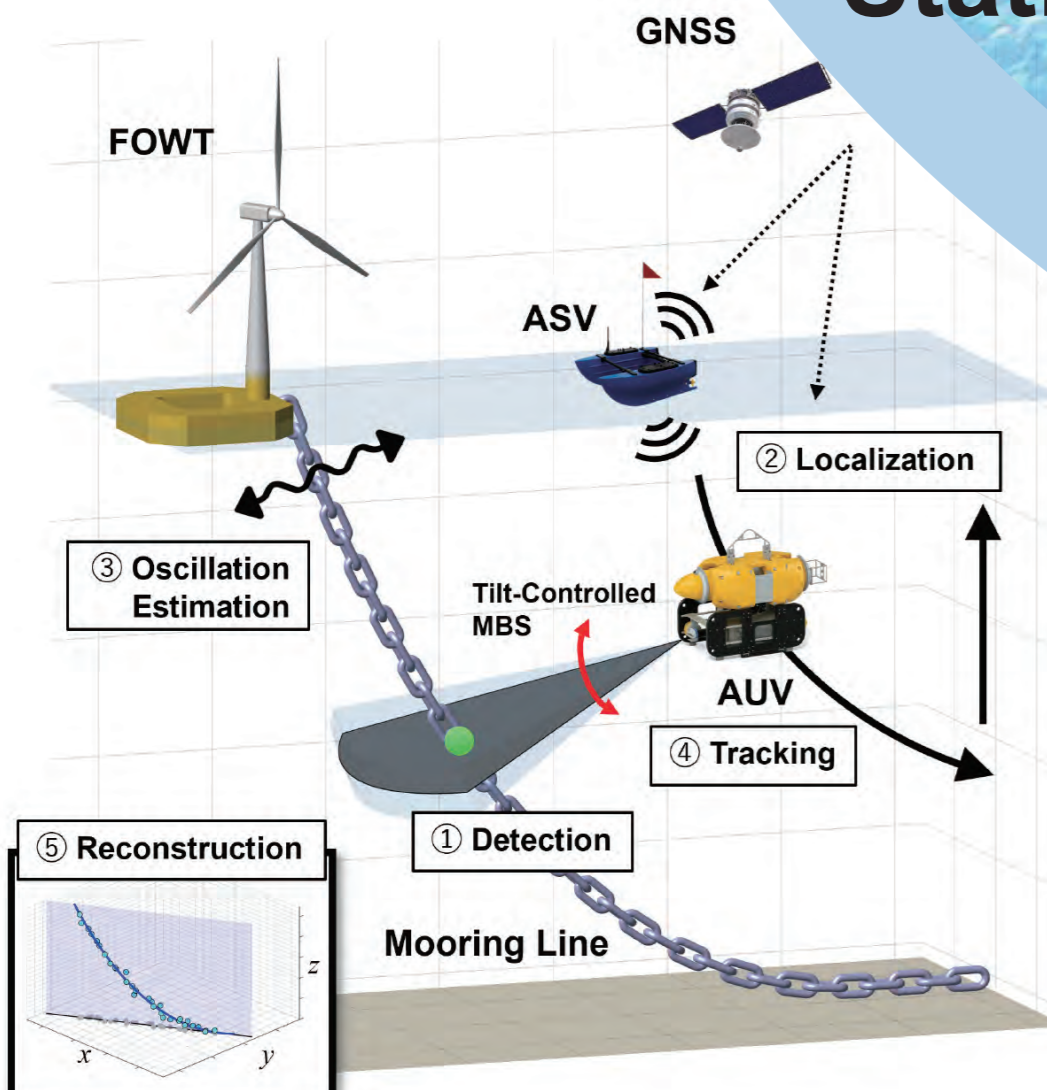 GNSS
FOWT
ASV
② Localization
③ Oscillation
Estimation
Tilt-Controlled
MBS
AUV
④ Tracking
① Detection
⑤ Reconstruction
Mooring Line
z
x
y